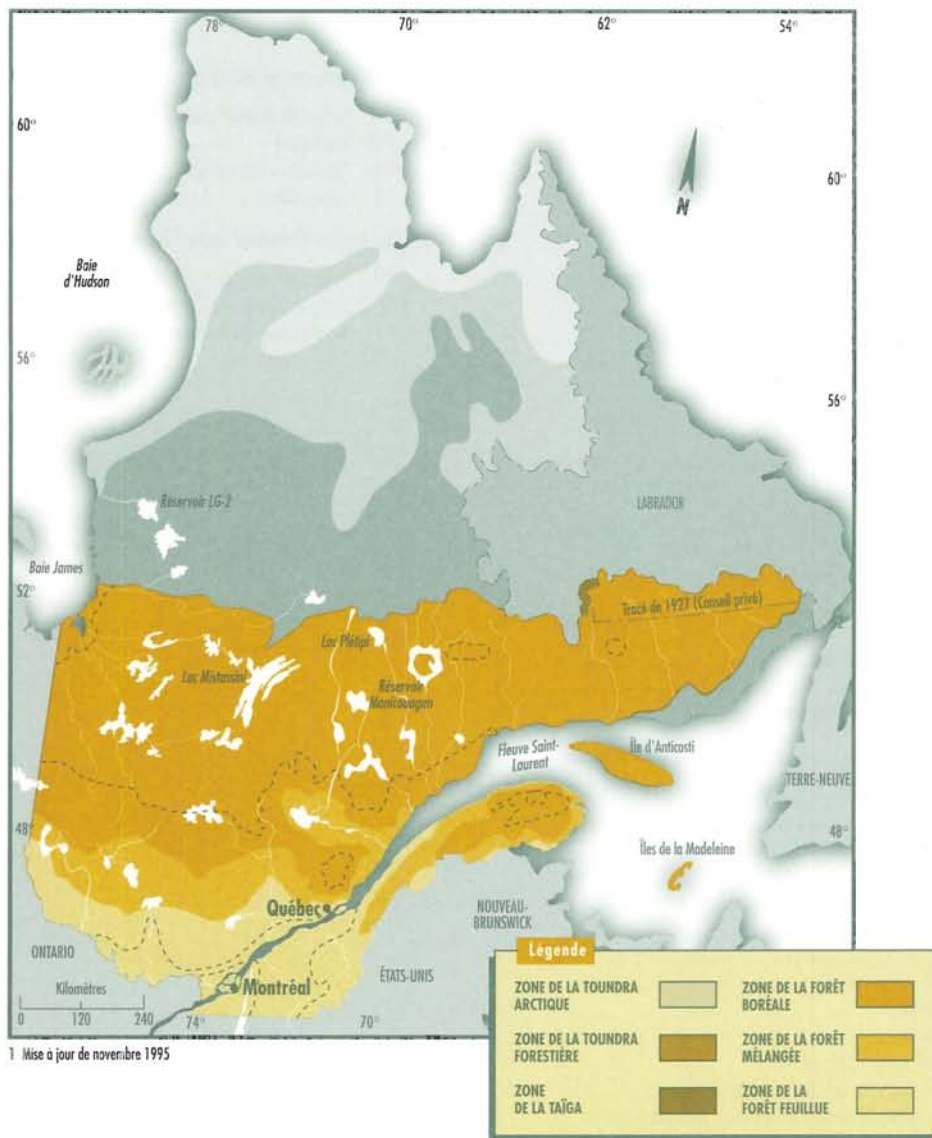 78°
70°
62°
54°
60°
60°
Baie
d'Hudson
N
56°
56°
Réservoir LG-2
LABRADOR
Baie James
52°
Tracé de 1927 (Conseil privé)
Lac Plétipi
Lac Mistassini
Réservoir
Manicouagan
Fleuve Saint-
Laurent
Île d'Anticosti
TERRE-NEUVE
48°
48°
Îles de la Madeleine
Québec
NOUVEAU-
BRUNSWICK
ONTARIO
ÉTATS-UNIS
Kilomètres
Montréal
0 120 240
74°
70°
Légende
ZONE DE LA TOUNDRA
ARCTIQUE
ZONE DE LA FORÊT
BORÉALE
ZONE DE LA TOUNDRA
FORESTIÈRE
ZONE DE LA FORÊT
MÉLANGÉE
ZONE
DE LA TAÏGA
ZONE DE LA
FORÊT FEUILLUE
1 Mise à jour de novembre 1995